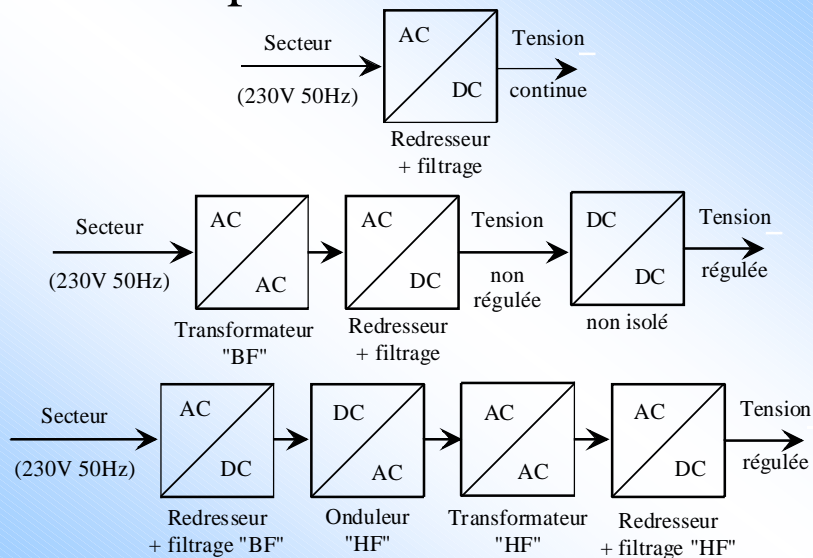 Secteur
(230V 50Hz)
AC
DC
Tension
continue
Redresseur
+ filtrage
Secteur
(230V 50Hz)
AC
AC
Transformateur
"BF"
AC
DC
Redresseur
+ filtrage
Tension
non
régulée
DC
DC
non isolé
Tension
régulée
Secteur
(230V 50Hz)
AC
DC
Redresseur
+ filtrage "BF"
DC
AC
Onduleur
"HF"
AC
AC
Transformateur
"HF"
AC
DC
Redresseur
+ filtrage "HF"
Tension
régulée